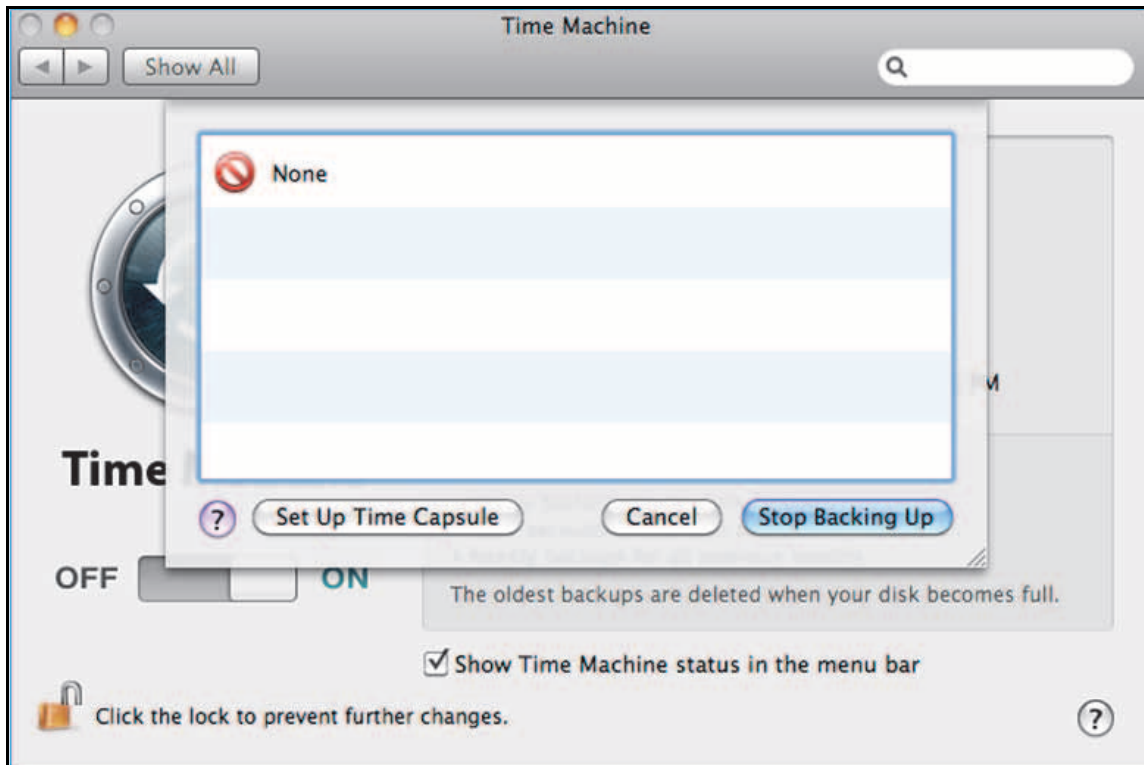 Time Machine
Show All
None
M
Time
Set Up Time Capsule
Cancel
Stop Backing Up
?
OFF
ON
The oldest backups are deleted when your disk becomes full.
Show Time Machine status in the menu bar
Click the lock to prevent further changes.
?